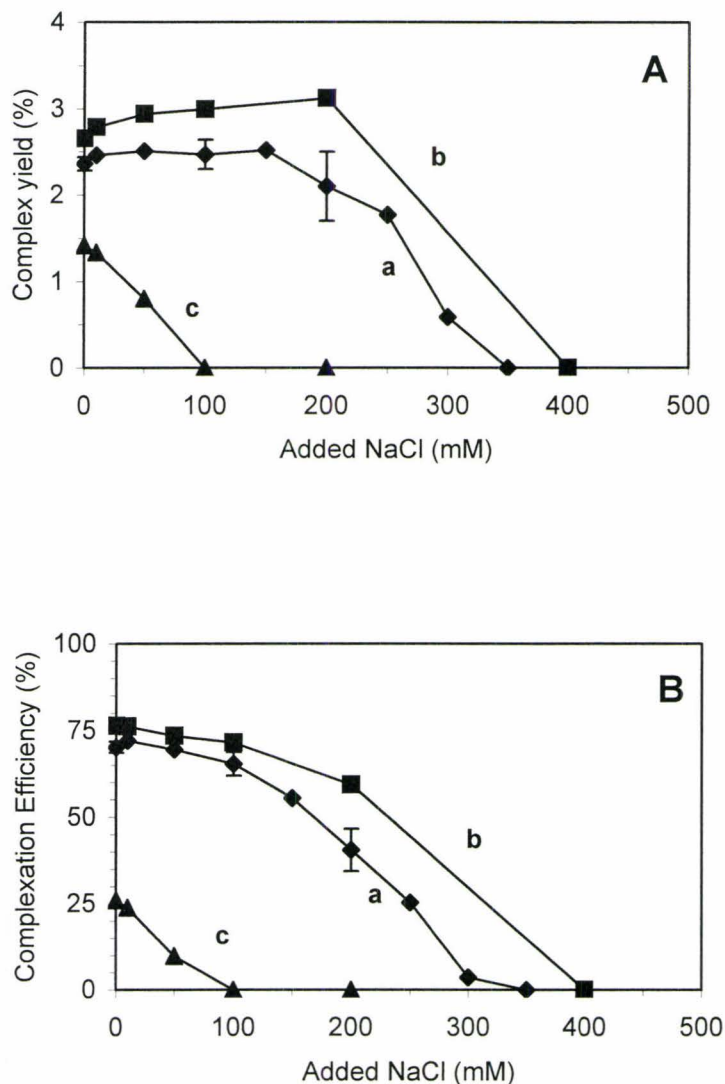 A
Complex yield (%)
4
3
2
1
0
b
a
c
0 100 200 300 400 500
Added NaCl (mM)
B
Complexation Efficiency (%)
100
75
50
25
0
b
a
c
0 100 200 300 400 500
Added NaCl (mM)